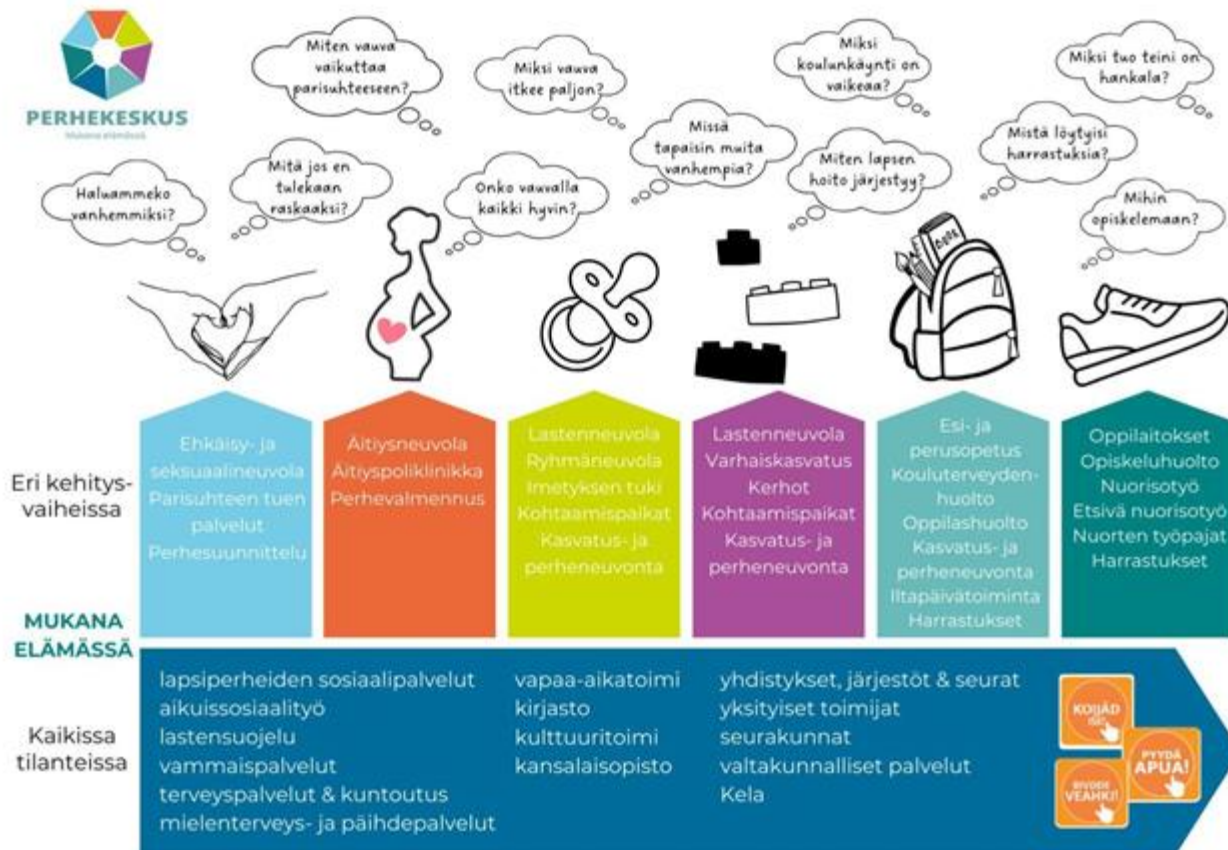 PERHEKESKUS
Mukana elämässä
Haluammeko
vanhemmiksi?
Mitä jos en
tulekaan
raskaaksi?
Miten vauva
vaikuttaa
parisuhteeseen?
Onko vauvalla
kaikki hyvin?
Miksi vauva
itkee paljon?
Missä
tapaisin muita
vanhempia?
Miksi
koulunkäynti on
vaikeaa?
Miten lapsen
hoito järjestyy?
Mistä löytyisi
harrastuksia?
Miksi tuo teini on
hankala?
Mihin
opiskelemaan?
Eri kehitys-
vaiheissa
Ehkäisy- ja
seksuaalineuvola
Parisuhteen tuen
palvelut
Perhesuunnittelu
Äitiysneuvola
Äitiyspoliklinikka
Perhevalmennus
Lastenneuvola
Ryhmäneuvola
Imetyksen tuki
Kohtaamispaikat
Kasvatus- ja
perheneuvonta
Lastenneuvola
Varhaiskasvatus
Kerhot
Kohtaamispaikat
Kasvatus- ja
perheneuvonta
Esi- ja
perusopetus
Kouluterveyden-
huolto
Oppilashuolto
Kasvatus- ja
perheneuvonta
Iltapäivätoiminta
Harrastukset
Oppilaitokset
Opiskeluhuolto
Nuorisotyö
Etsivä nuorisotyö
Nuorten työpajat
Harrastukset
MUKANA
ELÄMÄSSÄ
Kaikissa
tilanteissa
lapsiperheiden sosiaalipalvelut
aikuissosiaalityö
lastensuojelu
vammaispalvelut
terveyspalvelut & kuntoutus
mielenterveys- ja päihdepalvelut
vapaa-aikatoimi
kirjasto
kulttuuritoimi
kansalaisopisto
yhdistykset, järjestöt & seurat
yksityiset toimijat
seurakunnat
valtakunnalliset palvelut
Kela
PYYDÄ
APUA!
VEAHKI!